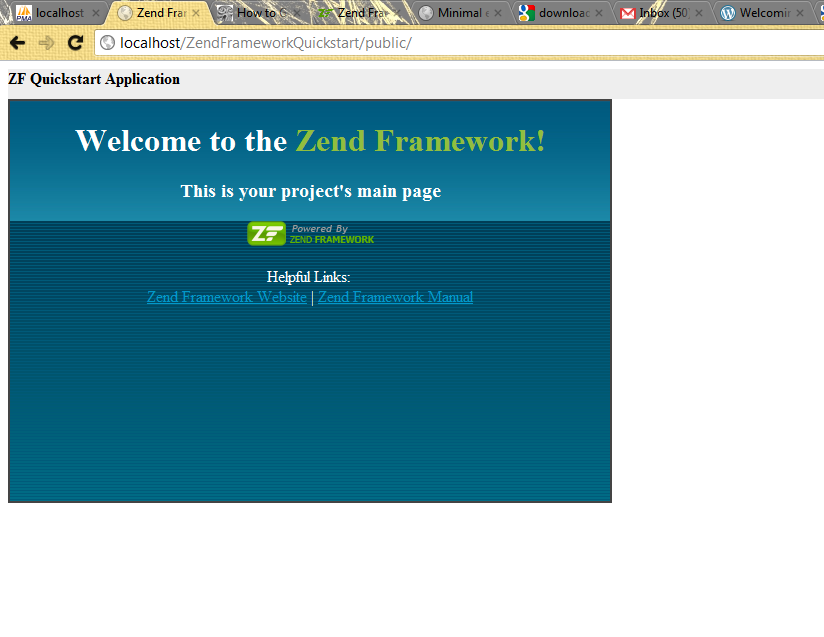 localhost
Zend Fra
How to C
Zend Fra
Minimal e
download
Inbox (50)
Welcomin
localhost/ZendFrameworkQuickstart/public/
ZF Quickstart Application
Welcome to the Zend Framework!
This is your project's main page
ZF Powered By
ZEND FRAMEWORK
Helpful Links:
Zend Framework Website | Zend Framework Manual